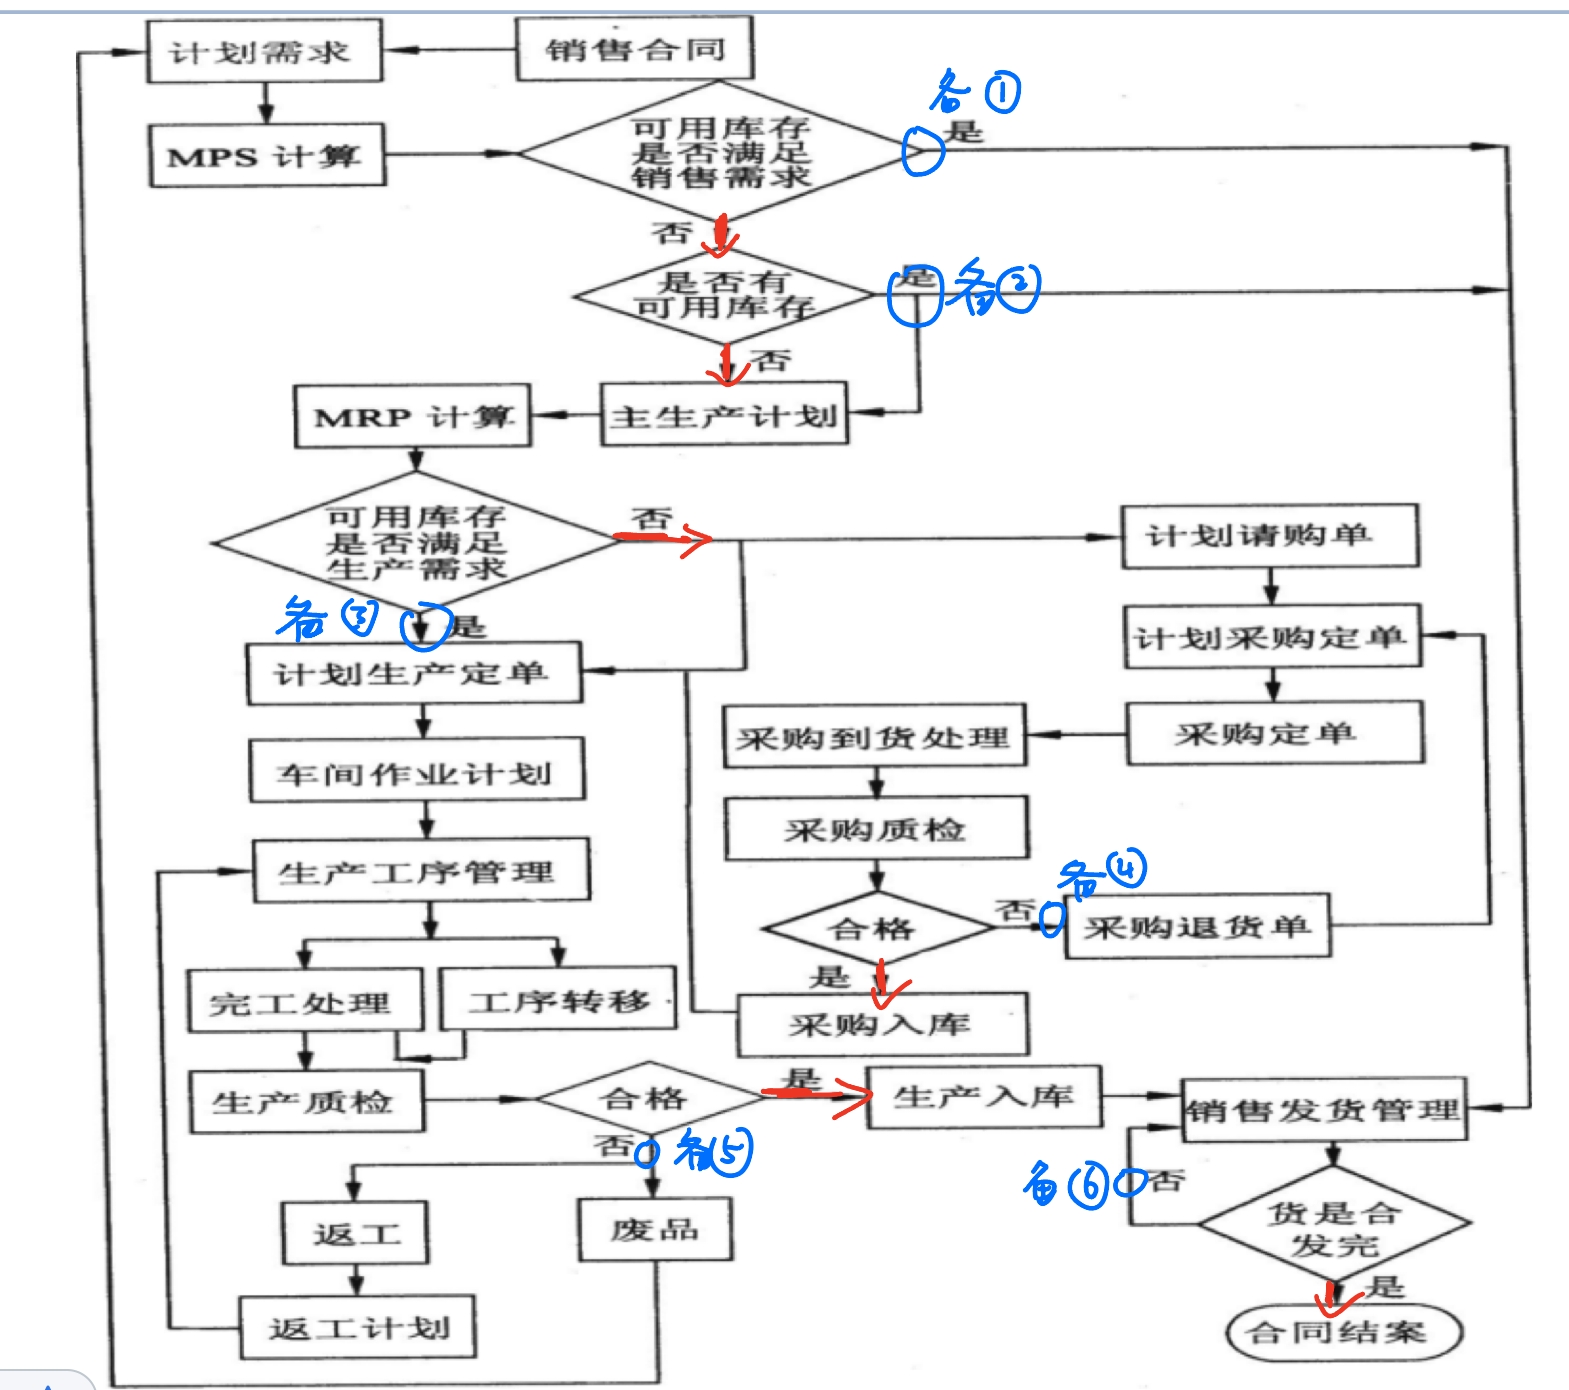 计划需求
销售合同
备①
MPS 计算
可用库存
是否满足
销售需求
是
否
是否有
可用库存
是
备②
否
MRP 计算
主生产计划
可用库存
是否满足
生产需求
否
计划请购单
备③
是
计划生产定单
计划采购定单
车间作业计划
采购到货处理
采购定单
采购质检
生产工序管理
合格
否
备④
采购退货单
是
完工处理
工序转移
采购入库
生产质检
合格
是
生产入库
销售发货管理
否
备⑤
备⑥
否
返工
废品
货是合
发完
是
返工计划
合同结案